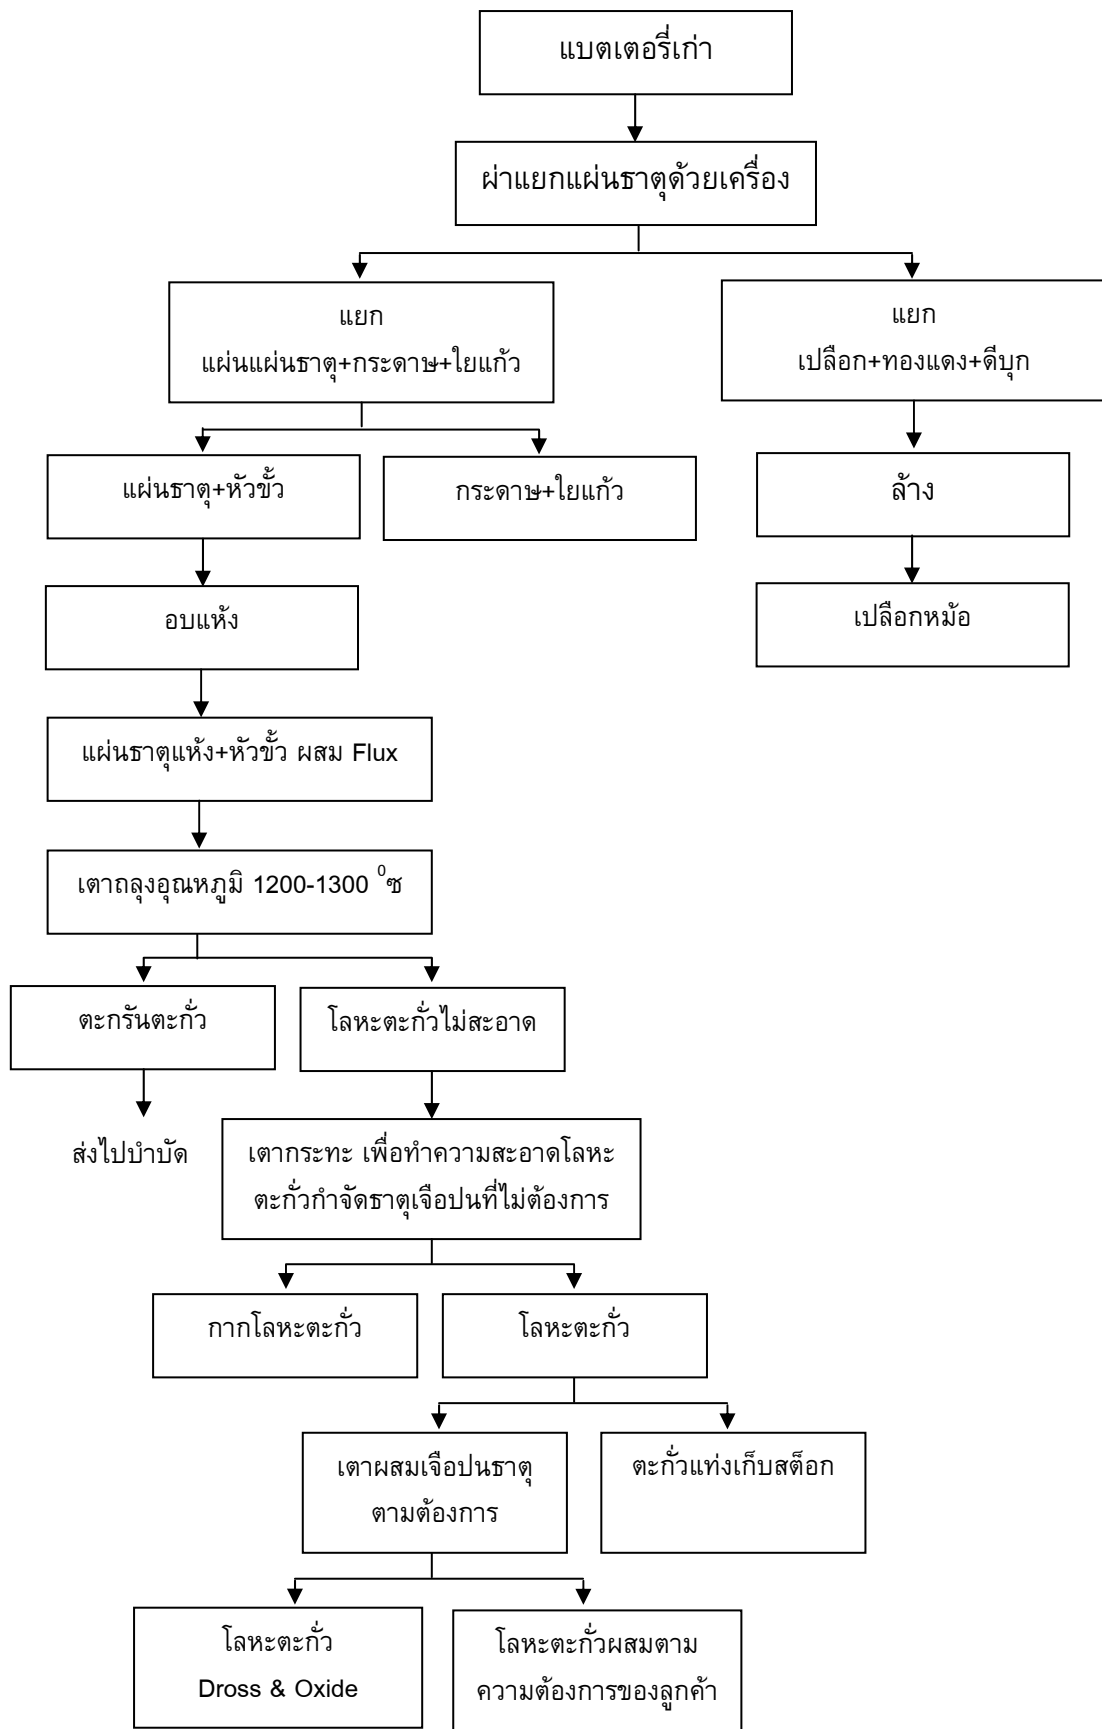 แบตเตอรี่เก่า
ผ่าแยกแผ่นธาตุด้วยเครื่อง
แยก
แผ่นแผ่นธาตุ+กระดาษ+ใยแก้ว
แยก
เปลือก+ทองแดง+ดีบุก
แผ่นธาตุ+หัวขั้ว
กระดาษ+ใยแก้ว
ล้าง
อบแห้ง
เปลือกหม้อ
แผ่นธาตุแห้ง+หัวขั้ว ผสม Flux
เตาถลุงอุณหภูมิ 1200-1300 ⁰ซ
ตะกรันตะกั่ว
โลหะตะกั่วไม่สะอาด
ส่งไปบำบัด
เตากระทะ เพื่อทำความสะอาดโลหะ
ตะกั่วกำจัดธาตุเจือปนที่ไม่ต้องการ
กากโลหะตะกั่ว
โลหะตะกั่ว
เตาผสมเจือปนธาตุ
ตามต้องการ
ตะกั่วแท่งเก็บสต็อก
โลหะตะกั่ว
Dross & Oxide
โลหะตะกั่วผสมตาม
ความต้องการของลูกค้า